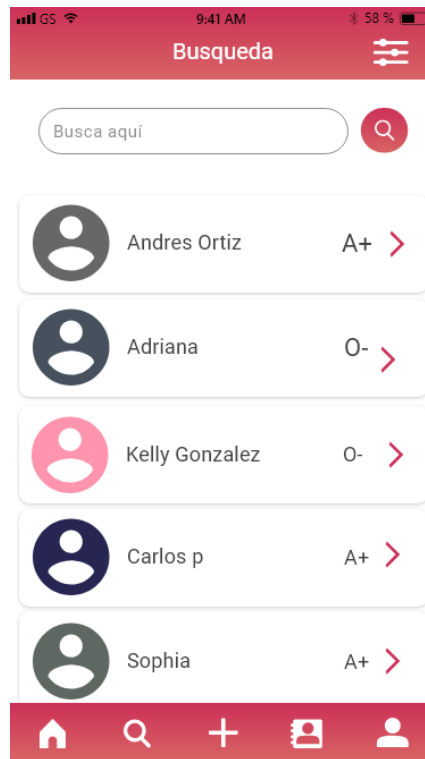 GS 9:41 AM 58 %
Busqueda
Busca aquí
Andres Ortiz A+
Adriana O-
Kelly Gonzalez O-
Carlos p A+
Sophia A+